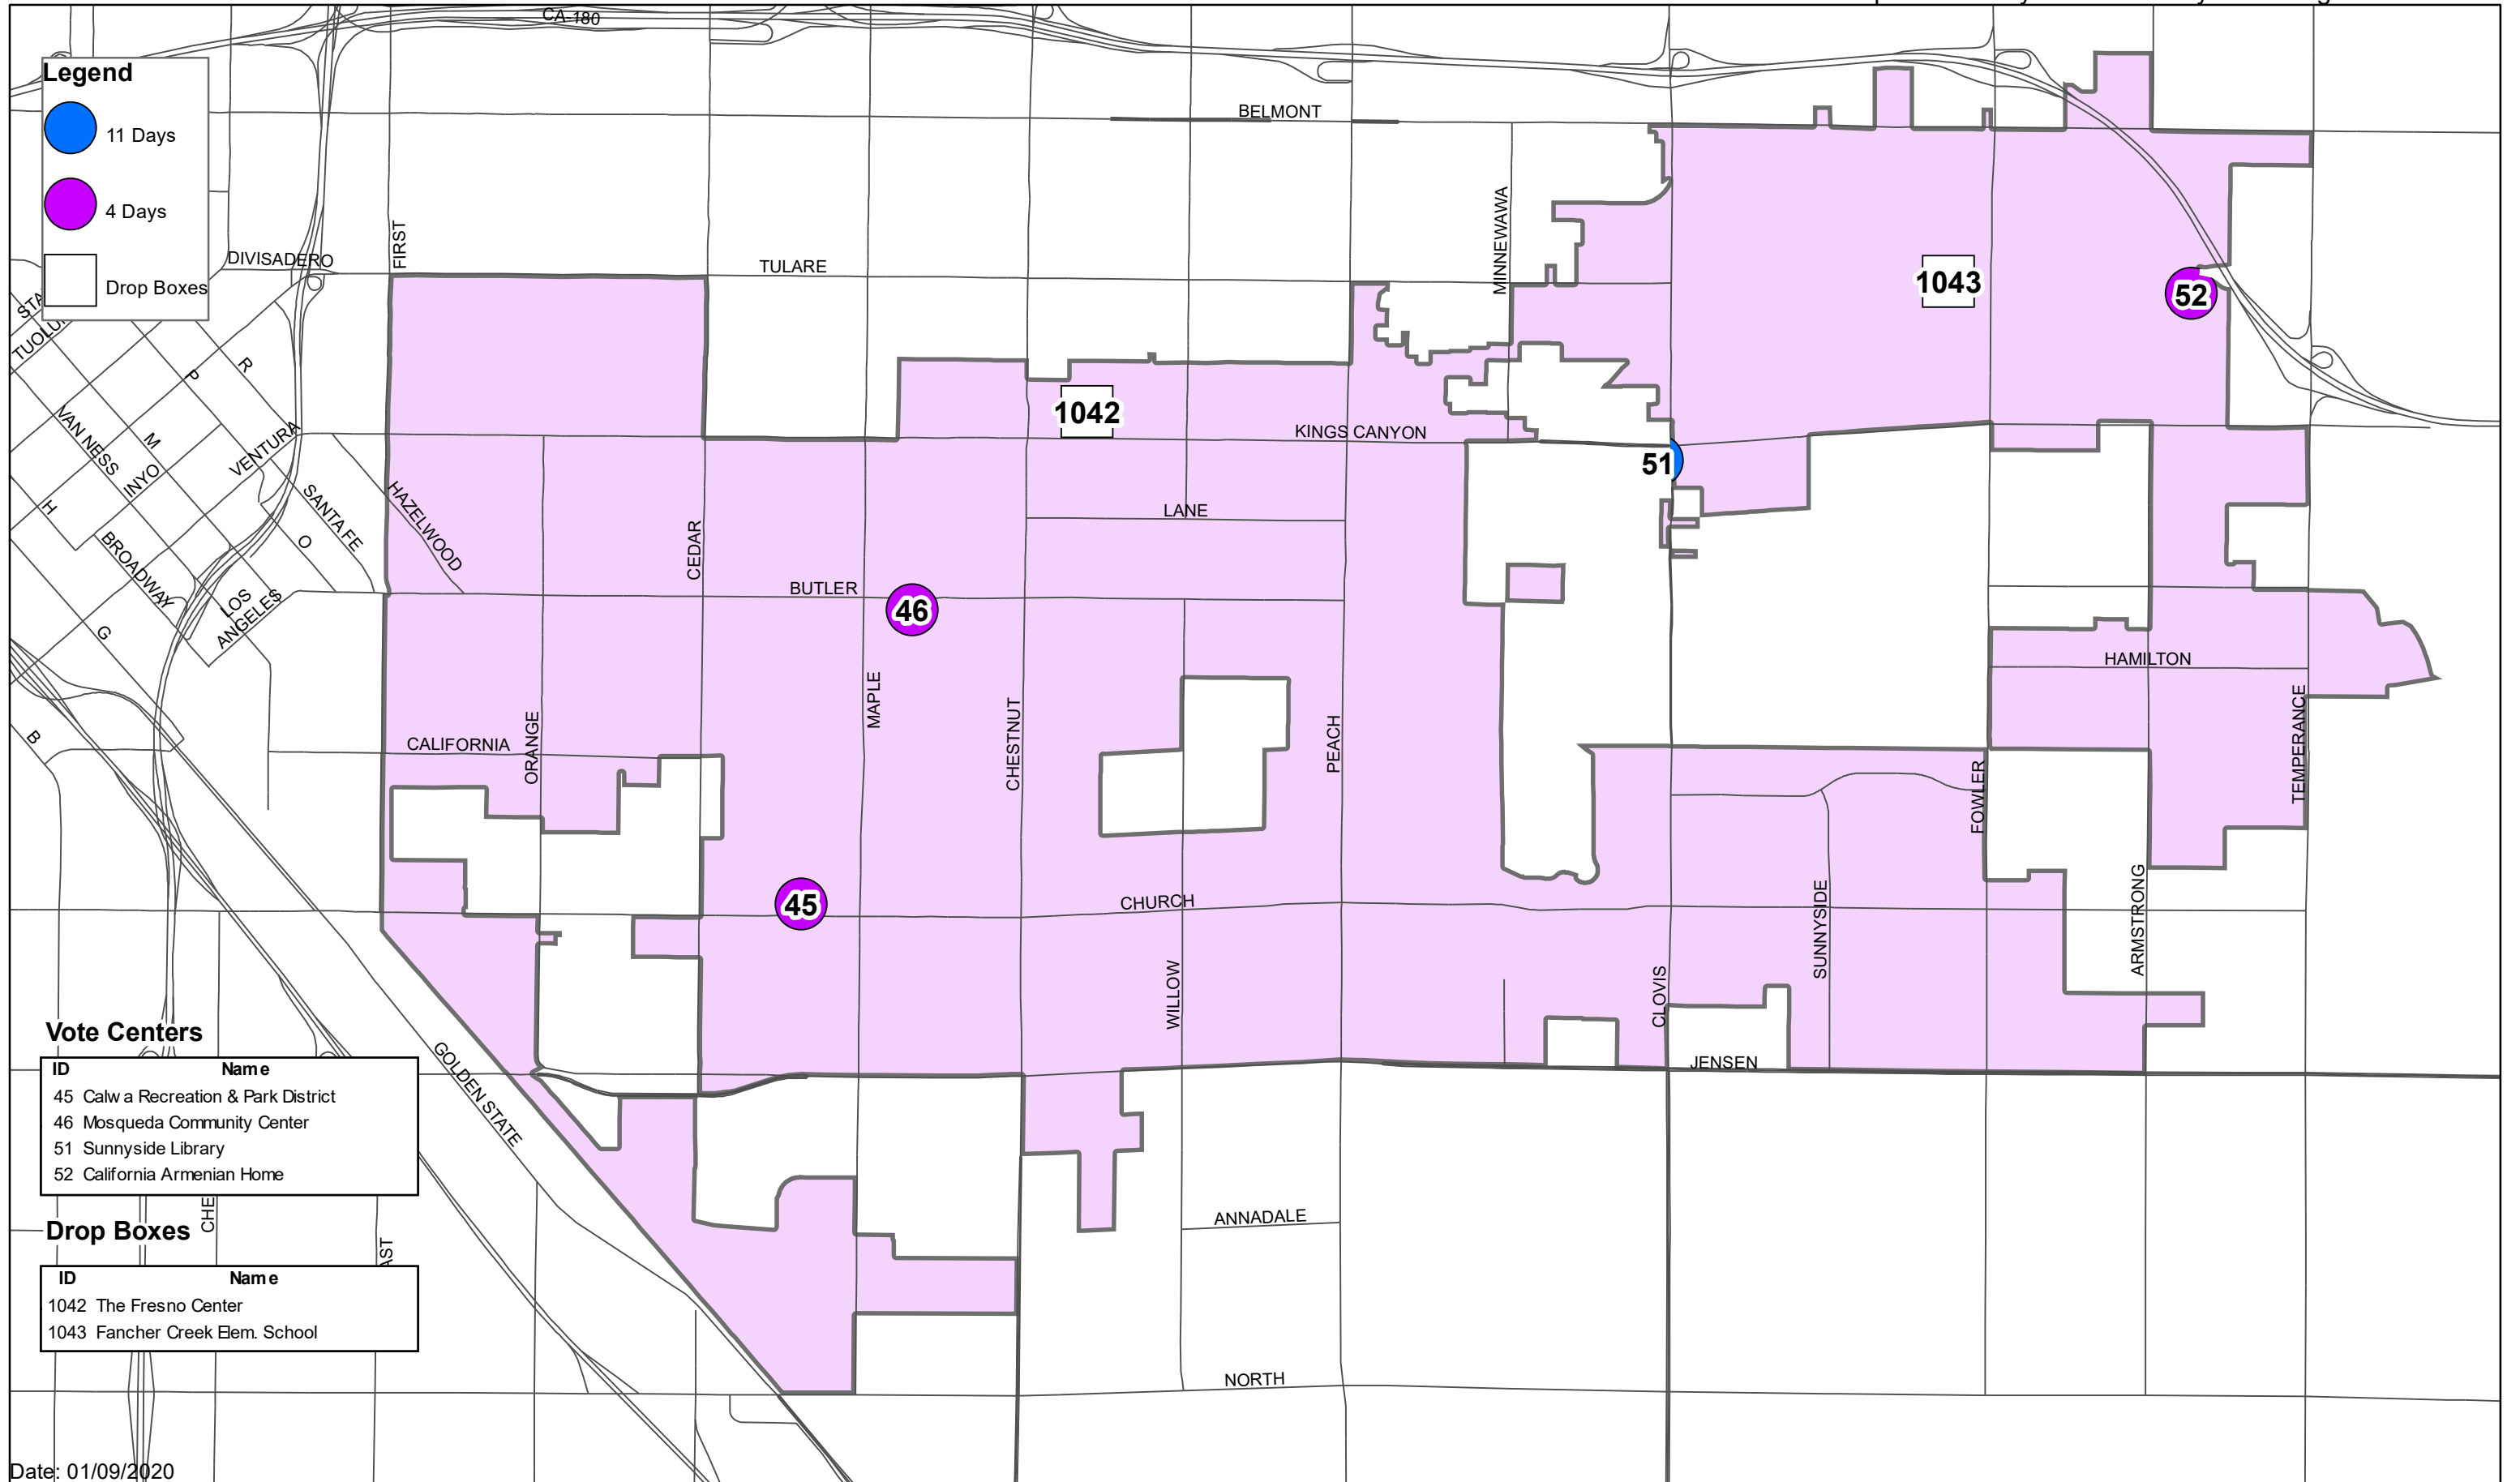 CA-180
Legend
11 Days
4 Days
Drop Boxes
BELMONT
MINNEWAWA
FIRST
DIVISADERO
TULARE
1043
52
R
P
1042
KINGS CANYON
VAN NESS
M
VENTURA
INYO
51
H
SANTA FE
HAZELWOOD
LANE
O
CEDAR
BROADWAY
LOS
ANGELES
BUTLER
46
G
HAMILTON
MAPLE
CHESTNUT
ORANGE
PEACH
TEMPERANCE
B
CALIFORNIA
FOWLER
45
CHURCH
SUNNYSIDE
ARMSTRONG
WILLOW
CLOVIS
JENSEN
GOLDEN STATE
Vote Centers
ID Name
45 Calwa Recreation & Park District
46 Mosqueda Community Center
51 Sunnyside Library
52 California Armenian Home
CHE
ANNADALE
Drop Boxes
AST
ID Name
1042 The Fresno Center
1043 Fancher Creek Elem. School
NORTH
Date: 01/09/2020